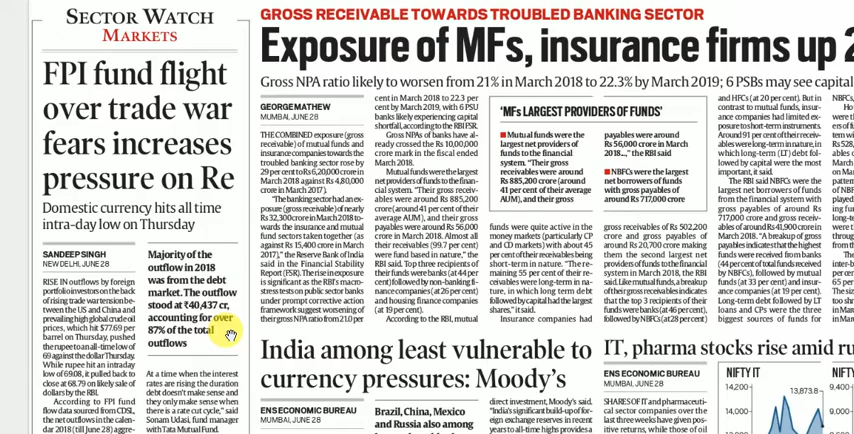 SECTOR WATCH
MARKETS
FPI fund flight
over trade war
fears increases
pressure on Re
Domestic currency hits all time
intra-day low on Thursday
SANDEEP SINGH
NEW DELHI, JUNE 28
RISE IN outflows by foreign
portfolio investors on the back
of rising trade war tension be-
tween the US and China and
prevailing high global crude oil
prices, which hit $77.69 per
barrel on Thursday, pushed
the rupee to an all-time low of
69 against the dollar Thursday.
While rupee hit an intraday
low of 69.08, it pulled back to
close at 68.79 on likely sale of
dollars by the RBI.
According to FPI fund
flow data sourced from CDSL,
the net outflows in the calen-
dar 2018 (till June 28) aggre-
Majority of the
outflow in 2018
was from the debt
market. The outflow
stood at ₹40,437 cr,
accounting for over
87% of the total
outflows
At a time when the interest
rates are rising the duration
debt doesn't make sense and
they only make sense when
there is a rate cut cycle," said
Sonam Udasi, fund manager
with Tata Mutual Fund.
GROSS RECEIVABLE TOWARDS TROUBLED BANKING SECTOR
Exposure of MFs, insurance firms up 2
Gross NPA ratio likely to worsen from 21% in March 2018 to 22.3% by March 2019; 6 PSBs may see capital
GEORGE MATHEW
MUMBAI, JUNE 28
THE COMBINED exposure (gross
receivable) of mutual funds and
insurance companies towards the
troubled banking sector rose by
29 per cent to Rs 6,20,000 crore in
March 2018 against Rs 4,80,000
crore in March 2017).
"The banking sector had an ex-
posure (gross receivable) of nearly
Rs 32,300 crore in March 2018 to-
wards the insurance and mutual
fund sectors taken together (as
against Rs 15,400 crore in March
2017)," the Reserve Bank of India
said in the Financial Stability
Report (FSR). The rise in exposure
is significant as the RBI's macro-
stress tests on public sector banks
under prompt corrective action
framework suggest worsening of
their gross NPA ratio from 21.0 per
cent in March 2018 to 22.3 per
cent by March 2019, with 6 PSU
banks likely experiencing capital
shortfall, according to the RBI FSR.
Gross NPAs of banks have al-
ready crossed the Rs 10,00,000
crore mark in the fiscal ended
March 2018.
Mutual funds were the largest
net providers of funds to the finan-
cial system. "Their gross receiv-
ables were around Rs 885,200
crore (around 41 per cent of their
average AUM), and their gross
payables were around Rs 56,000
crore in March 2018. Almost all
their receivables (99.7 per cent)
were fund based in nature," the
RBI said. Top three recipients of
their funds were banks (at 44 per
cent) followed by non-banking fi-
nance companies (at 26 per cent)
and housing finance companies
(at 19 per cent).
According to the RBI, mutual
'MFs LARGEST PROVIDERS OF FUNDS'
■ Mutual funds were the
largest net providers of
funds to the financial
system. "Their gross
receivables were around
Rs 885,200 crore (around
41 per cent of their average
AUM), and their gross
payables were around
Rs 56,000 crore in March
2018...," the RBI said
■ NBFCs were the largest
net borrowers of funds
with gross payables of
around Rs 717,000 crore
funds were quite active in the
money markets (particularly CP
and CD markets) with about 45
per cent of their receivables being
short-term in nature. "The re-
maining 55 per cent of their re-
ceivables were long-term in na-
ture, in which long term debt
followed by capital had the largest
shares," it said.
Insurance companies had
gross receivables of Rs 502,200
crore and gross payables of
around Rs 20,700 crore making
them the second largest net
providers of funds to the financial
system in March 2018, the RBI
said. Like mutual funds, a breakup
of their gross receivables indicates
that the top 3 recipients of their
funds were banks (at 46 per cent),
followed by NBFCs (at 28 per cent)
and HFCs (at 20 per cent). But in
contrast to mutual funds, insur-
ance companies had limited ex-
posure to short-term instruments.
Around 91 per cent of their receiv-
ables were long-term in nature, in
which long-term (LT) debt fol-
lowed by capital were the most
important, it said.
The RBI said NBFCs were the
largest net borrowers of funds
from the financial system with
gross payables of around Rs
717,000 crore and gross receiv-
ables of around Rs 41,900 crore in
March 2018. "A breakup of gross
payables indicates that the highest
funds were received from banks
(44 per cent of total funds received
by NBFCs), followed by mutual
funds (at 33 per cent) and insur-
ance companies (at 19 per cent).
Long-term debt followed by LT
loans and CPs were the three
biggest sources of funds for
India among least vulnerable to
currency pressures: Moody's
ENS ECONOMIC BUREAU
MUMBAI, JUNE 28
Brazil, China, Mexico
and Russia also among
direct investment, Moody's said.
"India's significant build-up of for-
eign exchange reserves in recent
years to all-time highs provides a
IT, pharma stocks rise amid ru
ENS ECONOMIC BUREAU
MUMBAI, JUNE 28
SHARES OF IT and pharmaceuti-
cal sector companies over the
last three weeks have given pos-
itive returns, while those of oil
NIFTY IT
14,200
14,000
13,873.8
NIFTY
9,400